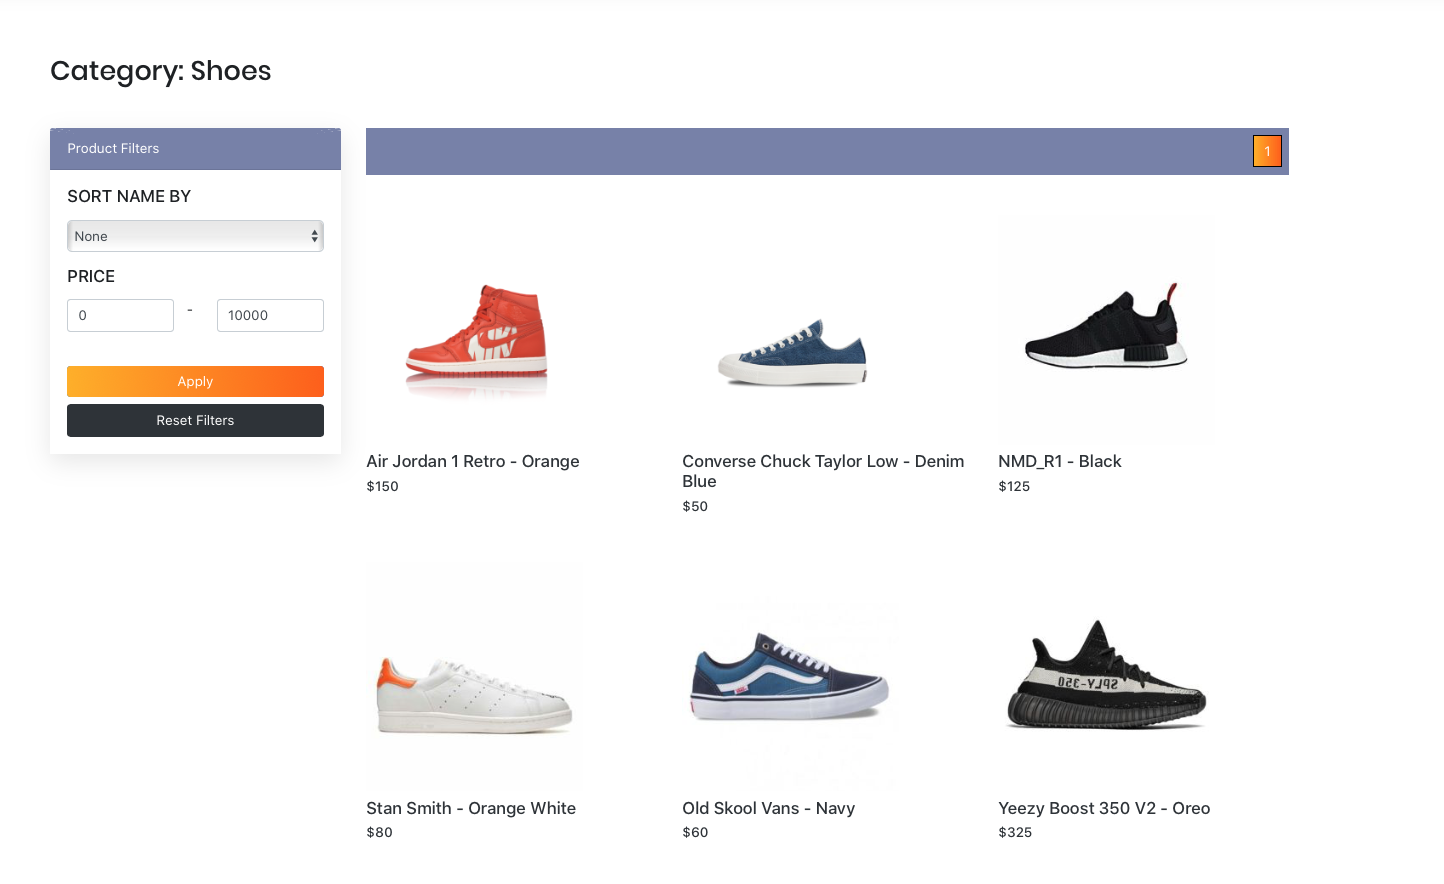 Category: Shoes
Product Filters
1
SORT NAME BY
None
PRICE
0
-
10000
Apply
Reset Filters
NIK
Air Jordan 1 Retro - Orange
$150
Converse Chuck Taylor Low - Denim
Blue
$50
NMD_R1 - Black
$125
SPLY-350
Stan Smith - Orange White
$80
Old Skool Vans - Navy
$60
Yeezy Boost 350 V2 - Oreo
$325